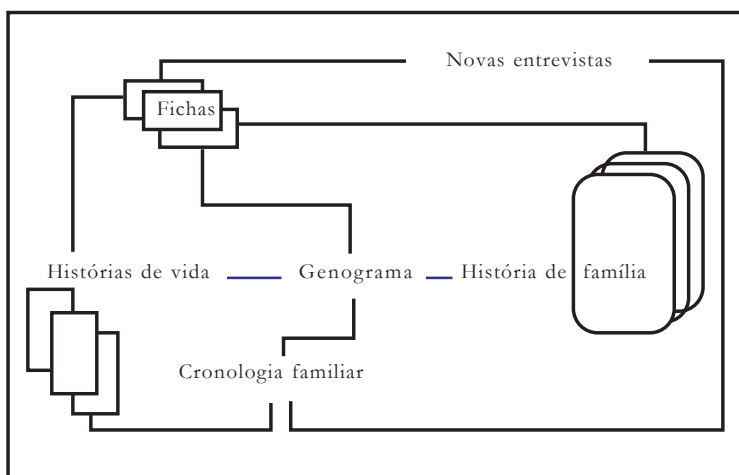 Novas entrevistas
Fichas
Histórias de vida
Genograma
História de família
Cronologia familiar